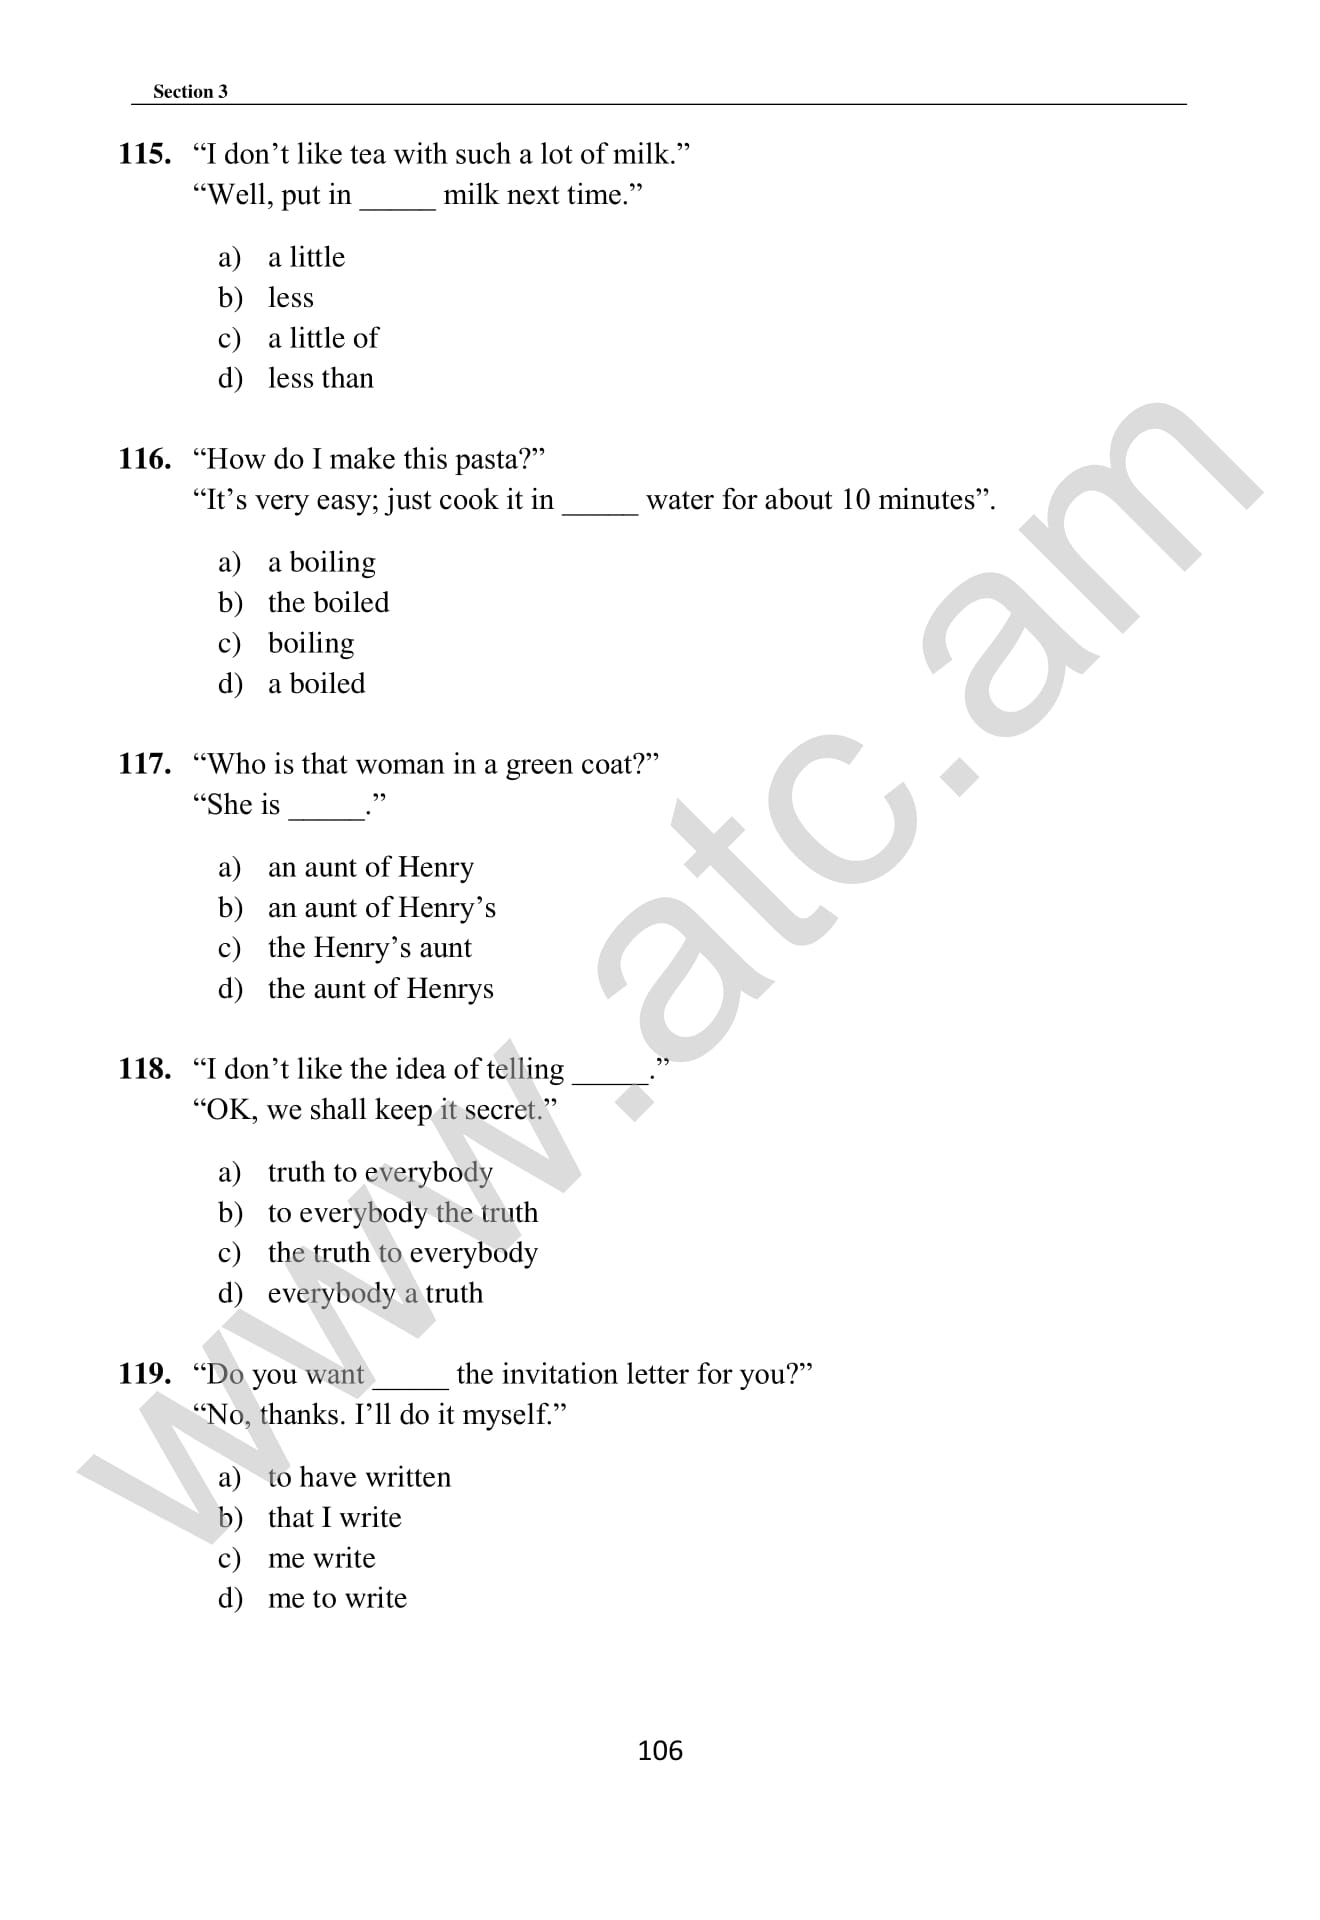 Section 3
115. “I don’t like tea with such a lot of milk.”
“Well, put in _____ milk next time.”
a) a little
b) less
c) a little of
d) less than
116. “How do I make this pasta?”
“It’s very easy; just cook it in _____ water for about 10 minutes”.
a) a boiling
b) the boiled
c) boiling
d) a boiled
117. “Who is that woman in a green coat?”
“She is _____.”
a) an aunt of Henry
b) an aunt of Henry’s
c) the Henry’s aunt
d) the aunt of Henrys
118. “I don’t like the idea of telling _____.”
“OK, we shall keep it secret.”
a) truth to everybody
b) to everybody the truth
c) the truth to everybody
d) everybody a truth
119. “Do you want _____ the invitation letter for you?”
“No, thanks. I’ll do it myself.”
a) to have written
b) that I write
c) me write
d) me to write
106
www.atc.am